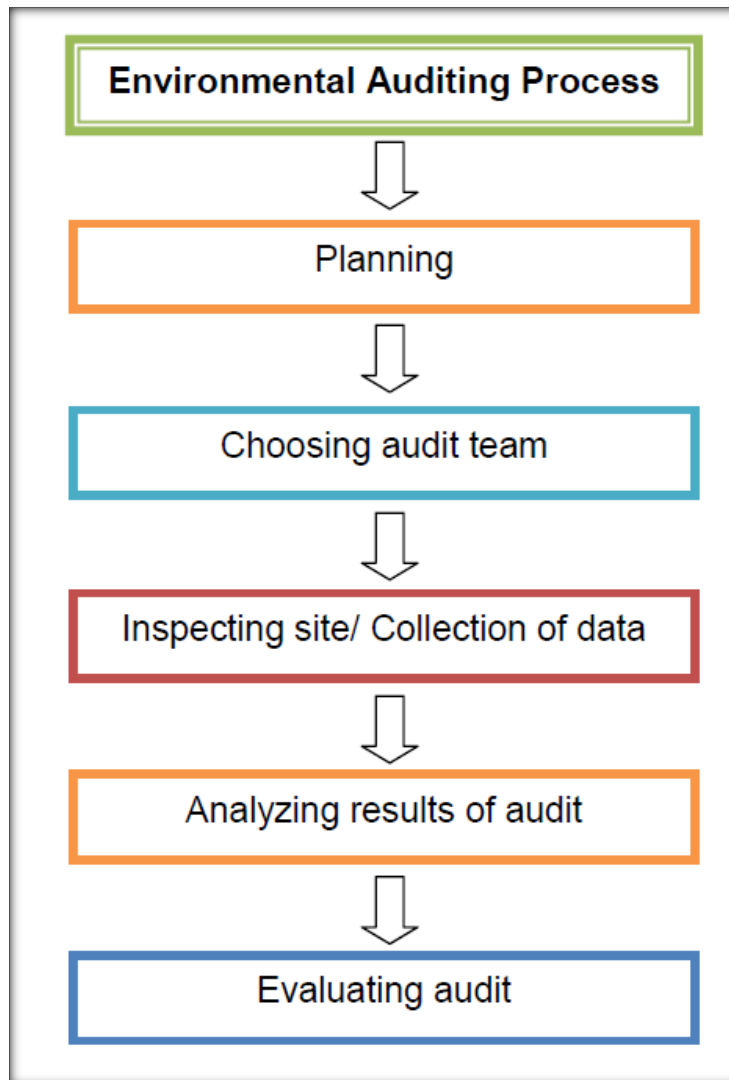 Environmental Auditing Process
Planning
Choosing audit team
Inspecting site/ Collection of data
Analyzing results of audit
Evaluating audit